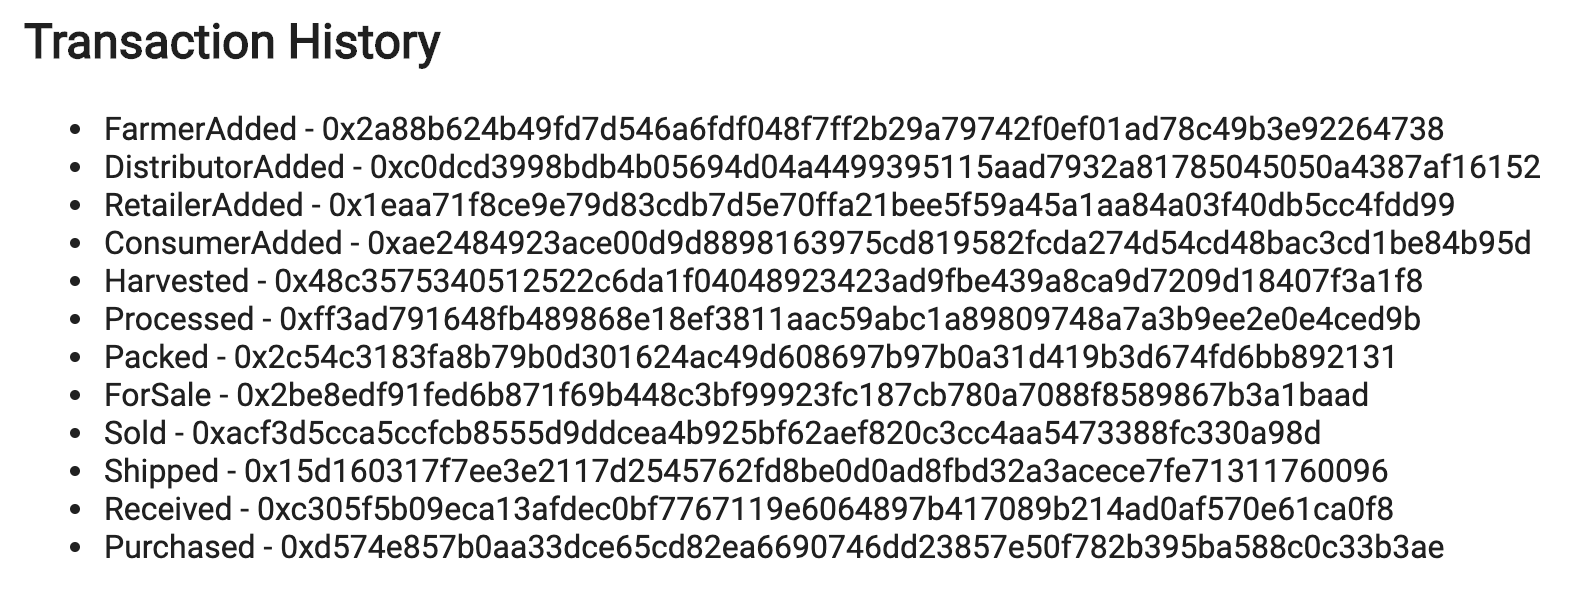 Transaction History
• FarmerAdded - 0x2a88b624b49fd7d546a6fdf048f7ff2b29a79742f0ef01ad78c49b3e92264738
• DistributorAdded - 0xc0dcd3998bdb4b05694d04a4499395115aad7932a81785045050a4387af16152
• RetailerAdded - 0x1eaa71f8ce9e79d83cdb7d5e70ffa21bee5f59a45a1aa84a03f40db5cc4fdd99
• ConsumerAdded - 0xae2484923ace00d9d8898163975cd819582fcda274d54cd48bac3cd1be84b95d
• Harvested - 0x48c3575340512522c6da1f04048923423ad9fbe439a8ca9d7209d18407f3a1f8
• Processed - 0xff3ad791648fb489868e18ef3811aac59abc1a89809748a7a3b9ee2e0e4ced9b
• Packed - 0x2c54c3183fa8b79b0d301624ac49d608697b97b0a31d419b3d674fd6bb892131
• ForSale - 0x2be8edf91fed6b871f69b448c3bf99923fc187cb780a7088f8589867b3a1baad
• Sold - 0xacf3d5cca5ccfcb8555d9ddcea4b925bf62aef820c3cc4aa5473388fc330a98d
• Shipped - 0x15d160317f7ee3e2117d2545762fd8be0d0ad8fbd32a3acece7fe71311760096
• Received - 0xc305f5b09eca13afdec0bf7767119e6064897b417089b214ad0af570e61ca0f8
• Purchased - 0xd574e857b0aa33dce65cd82ea6690746dd23857e50f782b395ba588c0c33b3ae